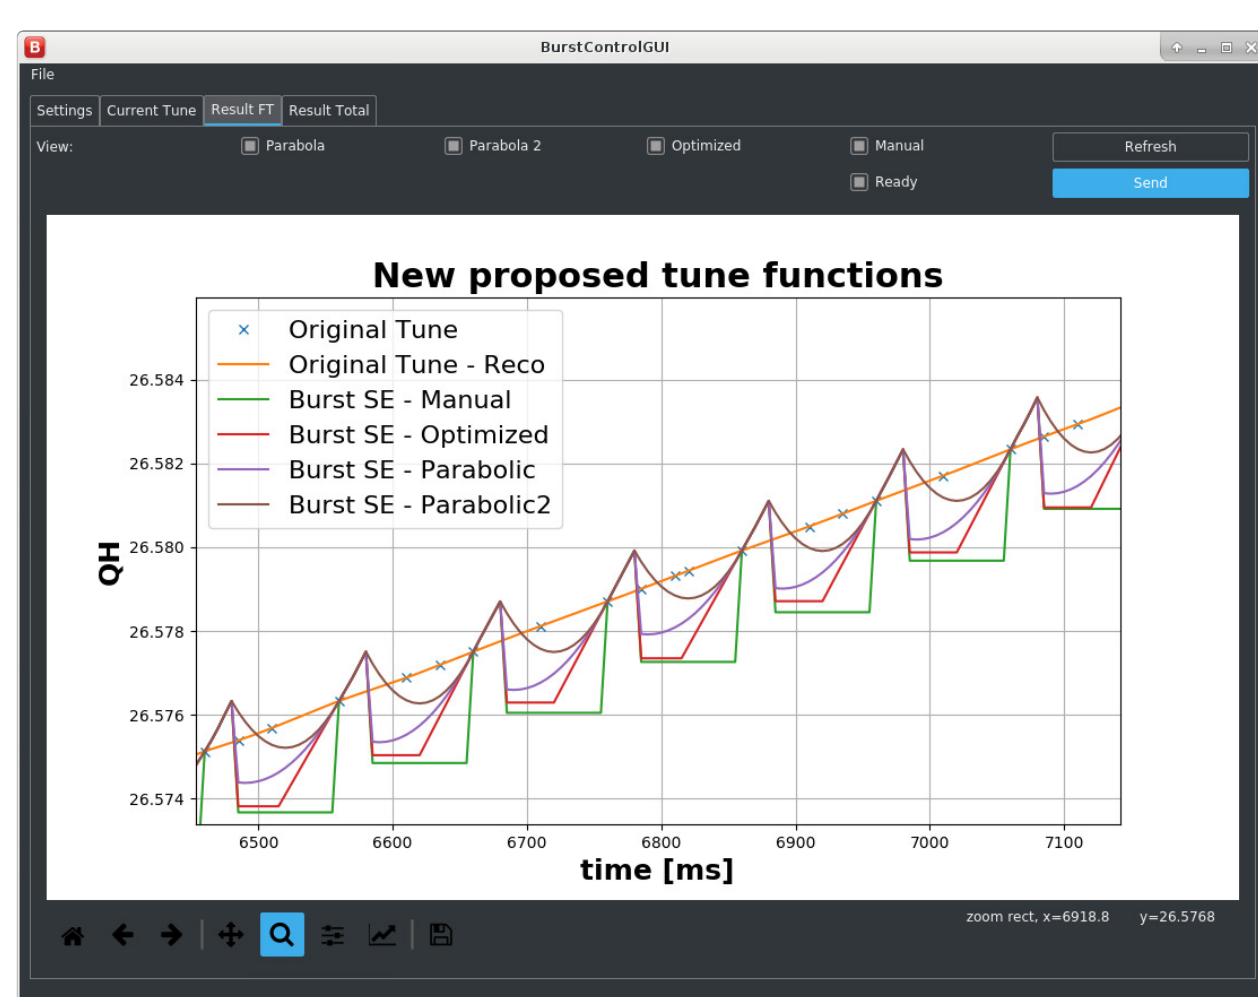 B BurstControlGUI
File
Settings Current Tune Result FT Result Total
View: Parabola Parabola 2 Optimized Manual Refresh
Ready Send
New proposed tune functions
Original Tune
Original Tune - Reco
Burst SE - Manual
Burst SE - Optimized
Burst SE - Parabolic
Burst SE - Parabolic2
26.584
26.582
26.580
26.578
26.576
26.574
QH
6500 6600 6700 6800 6900 7000 7100
time [ms]
zoom rect, x=6918.8 y=26.5768